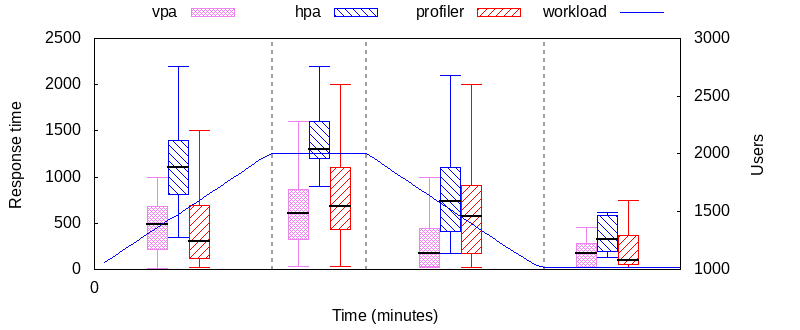 vpa hpa profiler workload
2500 3000
2000 2500
1500 2000
1000
500 1500
0 1000
0
Response time
Users
Time (minutes)